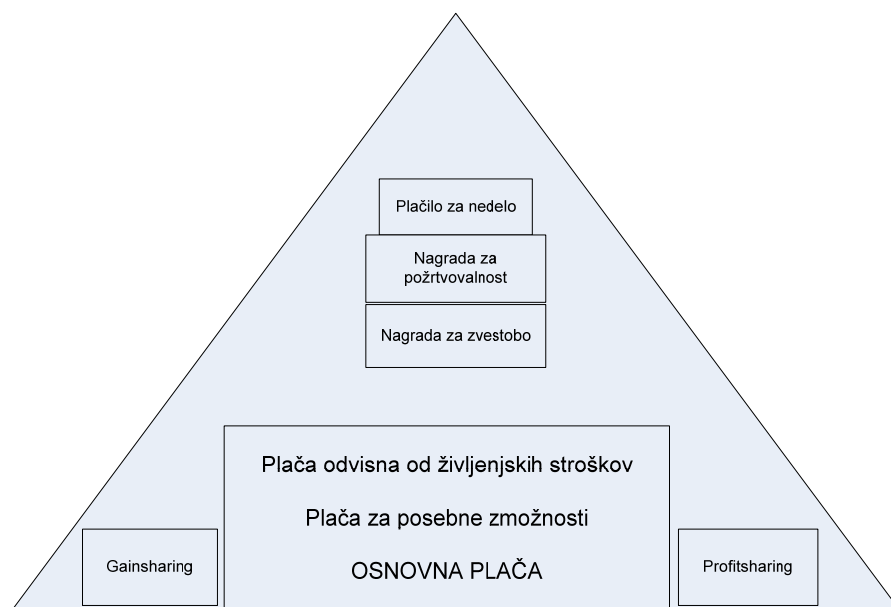 Plačilo za nedelo
Nagrada za
požrtvovalnost
Nagrada za zvestobo
Plača odvisna od življenjskih stroškov
Plača za posebne zmožnosti
OSNOVNA PLAČA
Gainsharing
Profitsharing